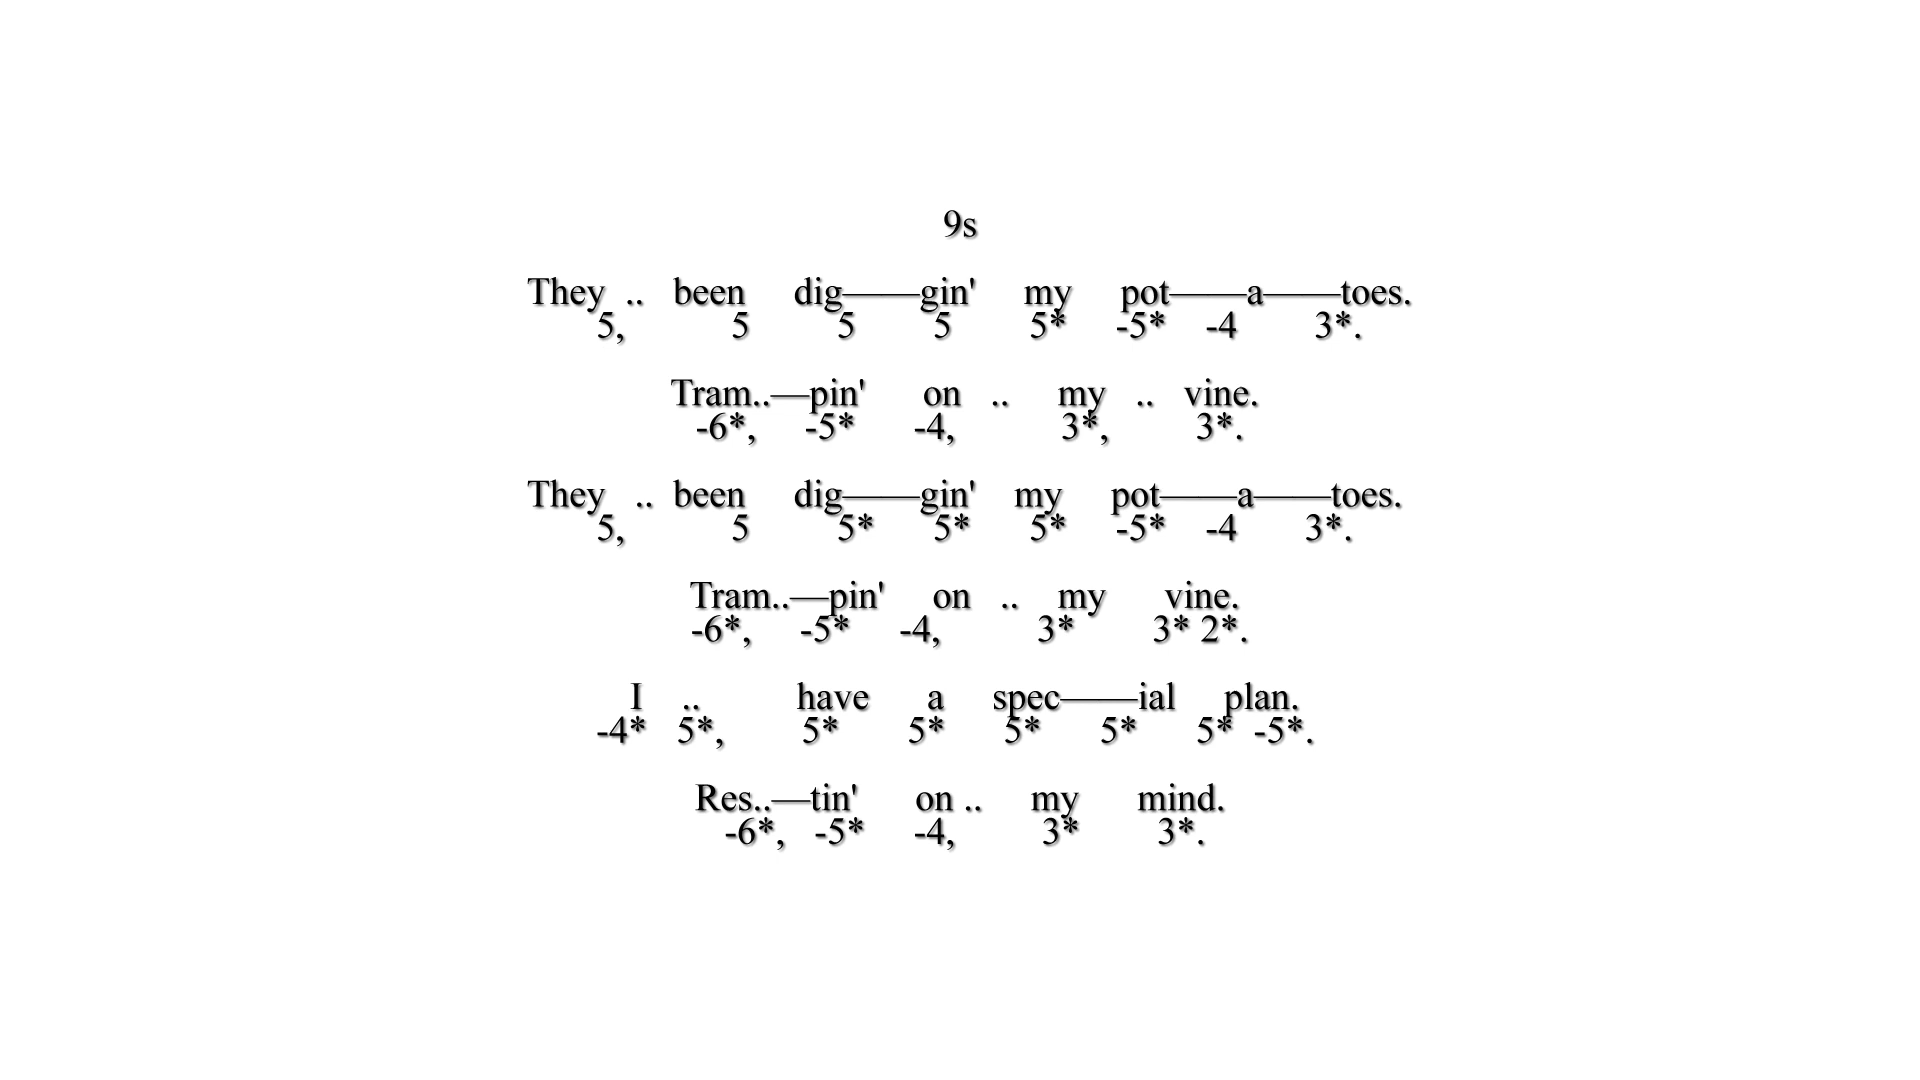 9s
They .. been dig——gin' my pot——a——toes.
5, 5 5 5 5* -5* -4 3*.
Tram..—pin' on .. my .. vine.
-6*, -5* -4, 3*, 3*.
They .. been dig——gin' my pot——a——toes.
5, 5 5* 5* 5* -5* -4 3*.
Tram..—pin' on .. my vine.
-6*, -5* -4, 3* 3* 2*.
I .. have a spec——ial plan.
-4* 5*, 5* 5* 5* 5* 5* -5*.
Res..—tin' on .. my mind.
-6*, -5* -4, 3* 3*.